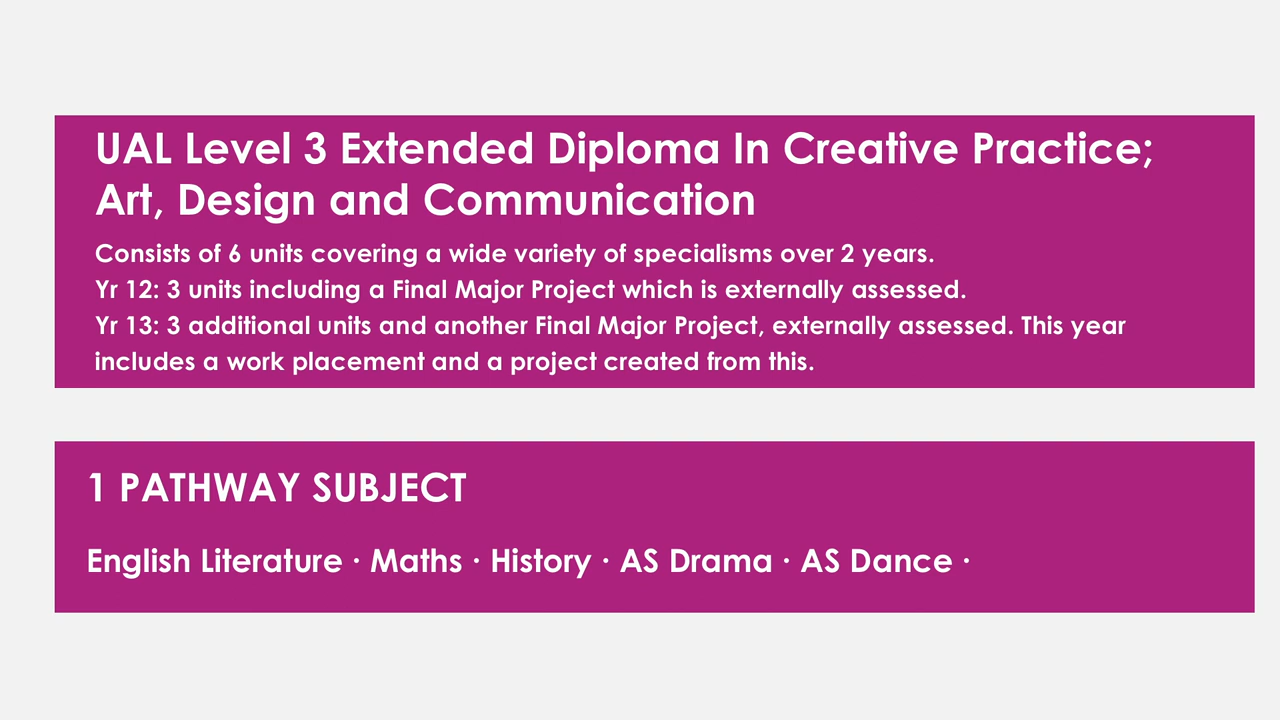 UAL Level 3 Extended Diploma In Creative Practice;
Art, Design and Communication
Consists of 6 units covering a wide variety of specialisms over 2 years.
Yr 12: 3 units including a Final Major Project which is externally assessed.
Yr 13: 3 additional units and another Final Major Project, externally assessed. This year
includes a work placement and a project created from this.
1 PATHWAY SUBJECT
English Literature · Maths · History · AS Drama · AS Dance ·